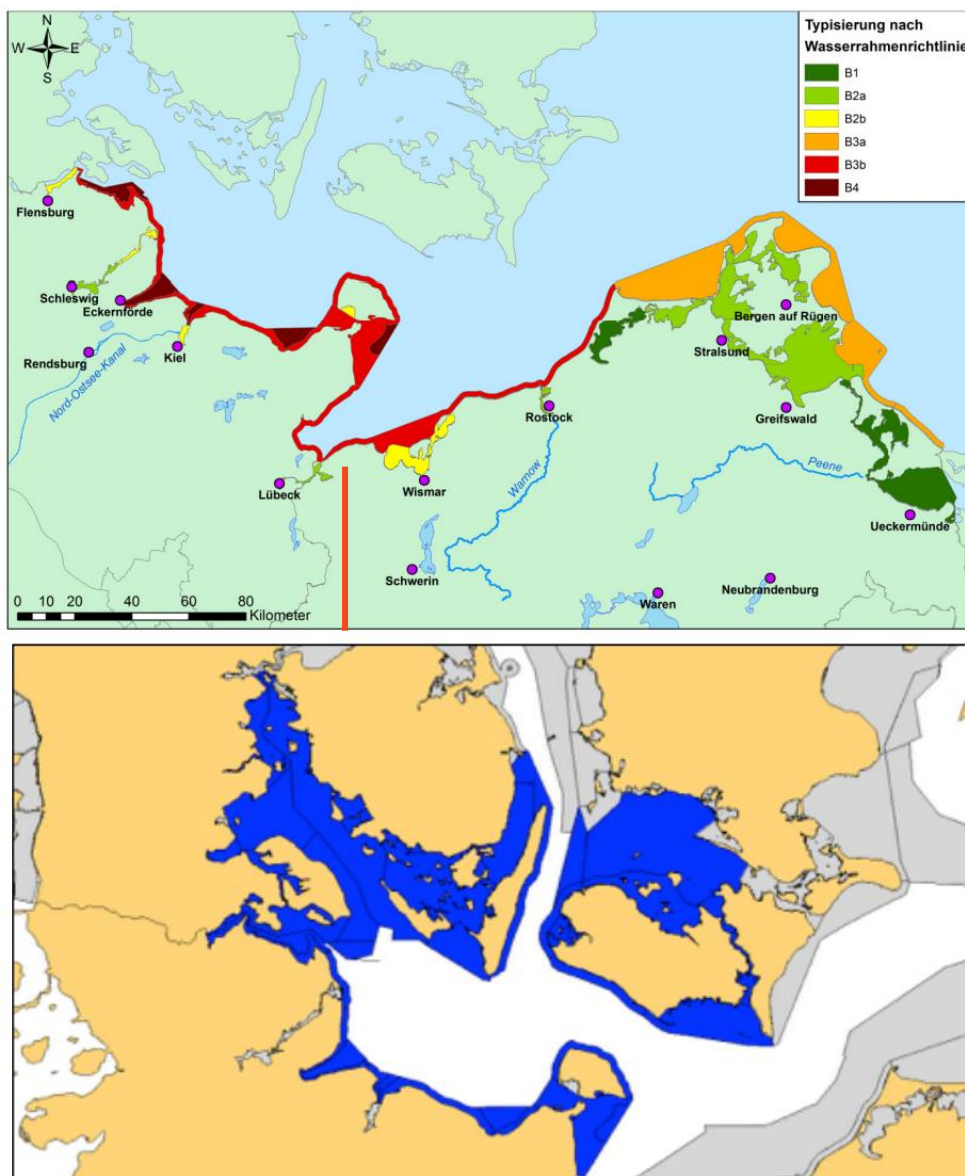 N
W
E
S
Typisierung nach
Wasserrahmenrichtlinie
B1
B2a
B2b
B3a
B3b
B4
Flensburg
Schleswig
Eckernförde
Rendsburg
Kiel
Nord-Ostsee-Kanal
Bergen auf Rügen
Stralsund
Greifswald
Rostock
Warnow
Peene
Lübeck
Wismar
Ueckermünde
Schwerin
Neubrandenburg
Waren
0 10 20 40 60 80
Kilometer